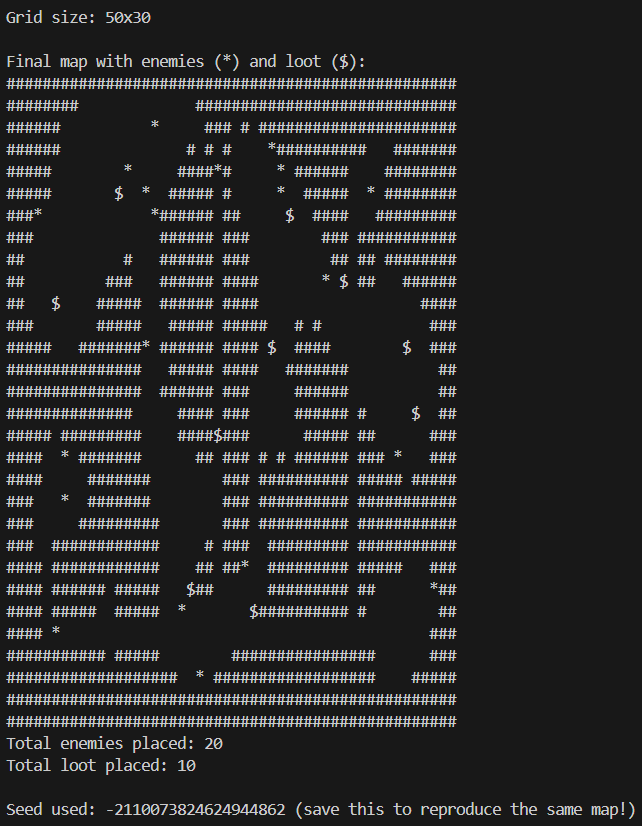 Grid size: 50x30

Final map with enemies (*) and loot ($):
##################################################
########             #############################
######          *     ### # ######################
######              # # #    *##########   #######
#####        *     ####*#     * ######    ########
#####       $  *  ##### #     *  #####  * ########
###*            *###### ##     $  ####   #########
###              ###### ###        ### ###########
##           #   ###### ###         ## ## ########
##         ###   ###### ####       * $ ##   ######
##   $    #####  ###### ####                  ####
###       #####   ##### #####   # #            ###
#####   #######* ###### #### $  ####        $  ###
###############   ##### ####   #######          ##
###############  ###### ###     ######          ##
##############     #### ###     ###### #     $  ##
##### #########    ####$###      ##### ##      ###
####  * #######      ## ### # # ###### ### *   ###
####     #######        ### ########## ##### #####
###   *  #######        ### ########## ###########
###     #########       ### ########## ###########
###  ############     # ###  ######### ###########
#### ############    ## ##*  ######### #####   ###
#### ###### #####   $##      ######### ##      *##
#### #####  #####  *       $########## #        ##
#### *                                         ###
########### #####        ################      ###
###################  * ##################    #####
##################################################
##################################################
Total enemies placed: 20
Total loot placed: 10

Seed used: -2110073824624944862 (save this to reproduce the same map!)